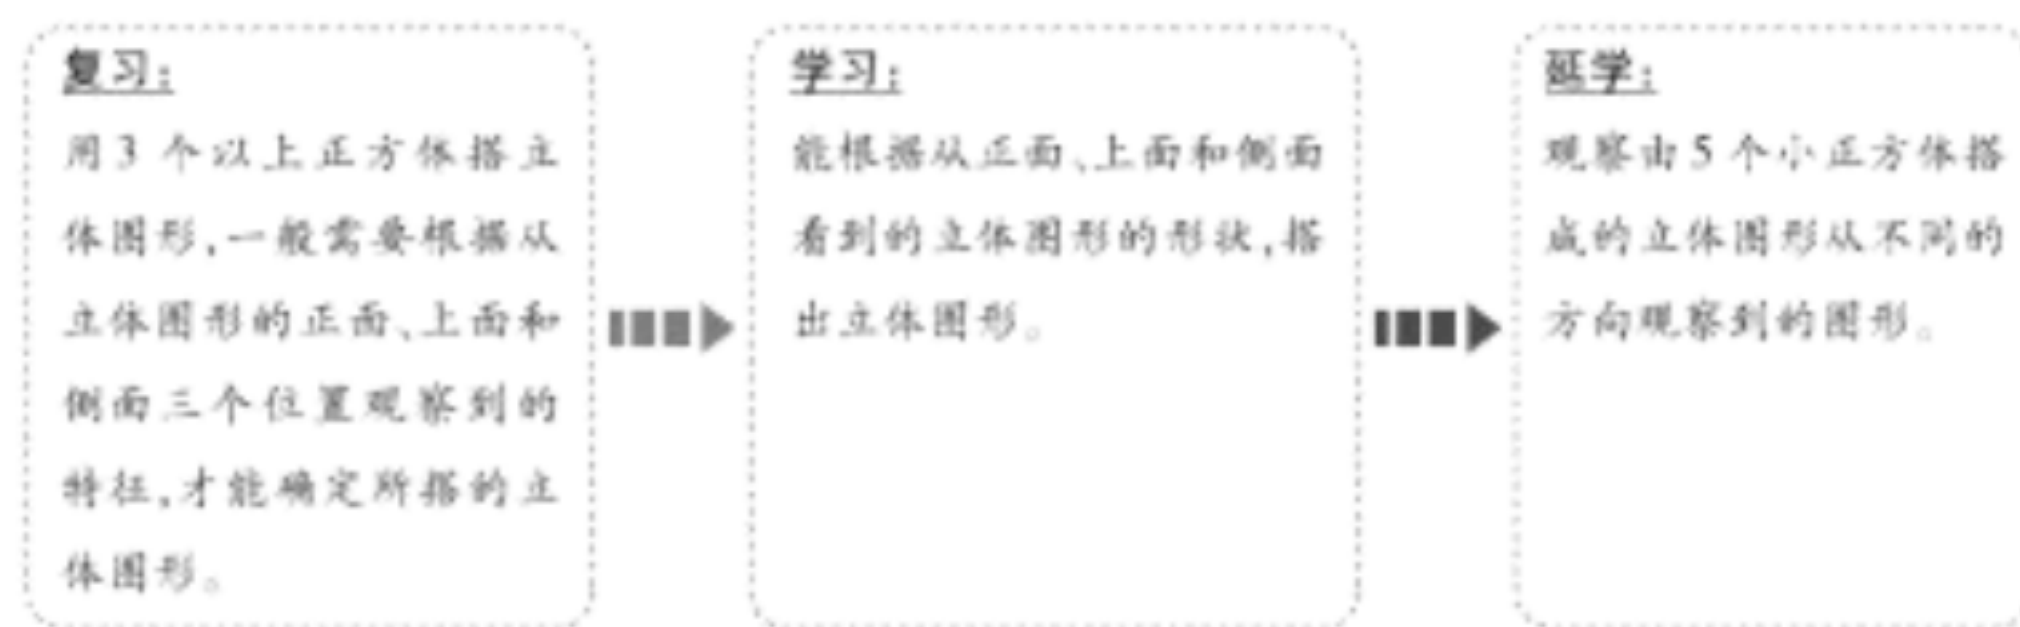 复习：
用3 个以上正方体搭立
体图形，一般需要根据从
立体图形的正面、上面和
侧面三个位置观察到的
特征，才能确定所搭的立
体图形。
学习：
能根据从正面、上面和侧面
看到的立体图形的形状，搭
出立体图形。
延学：
观察由5个小正方体搭
成的立体图形从不同的
方向观察到的图形。